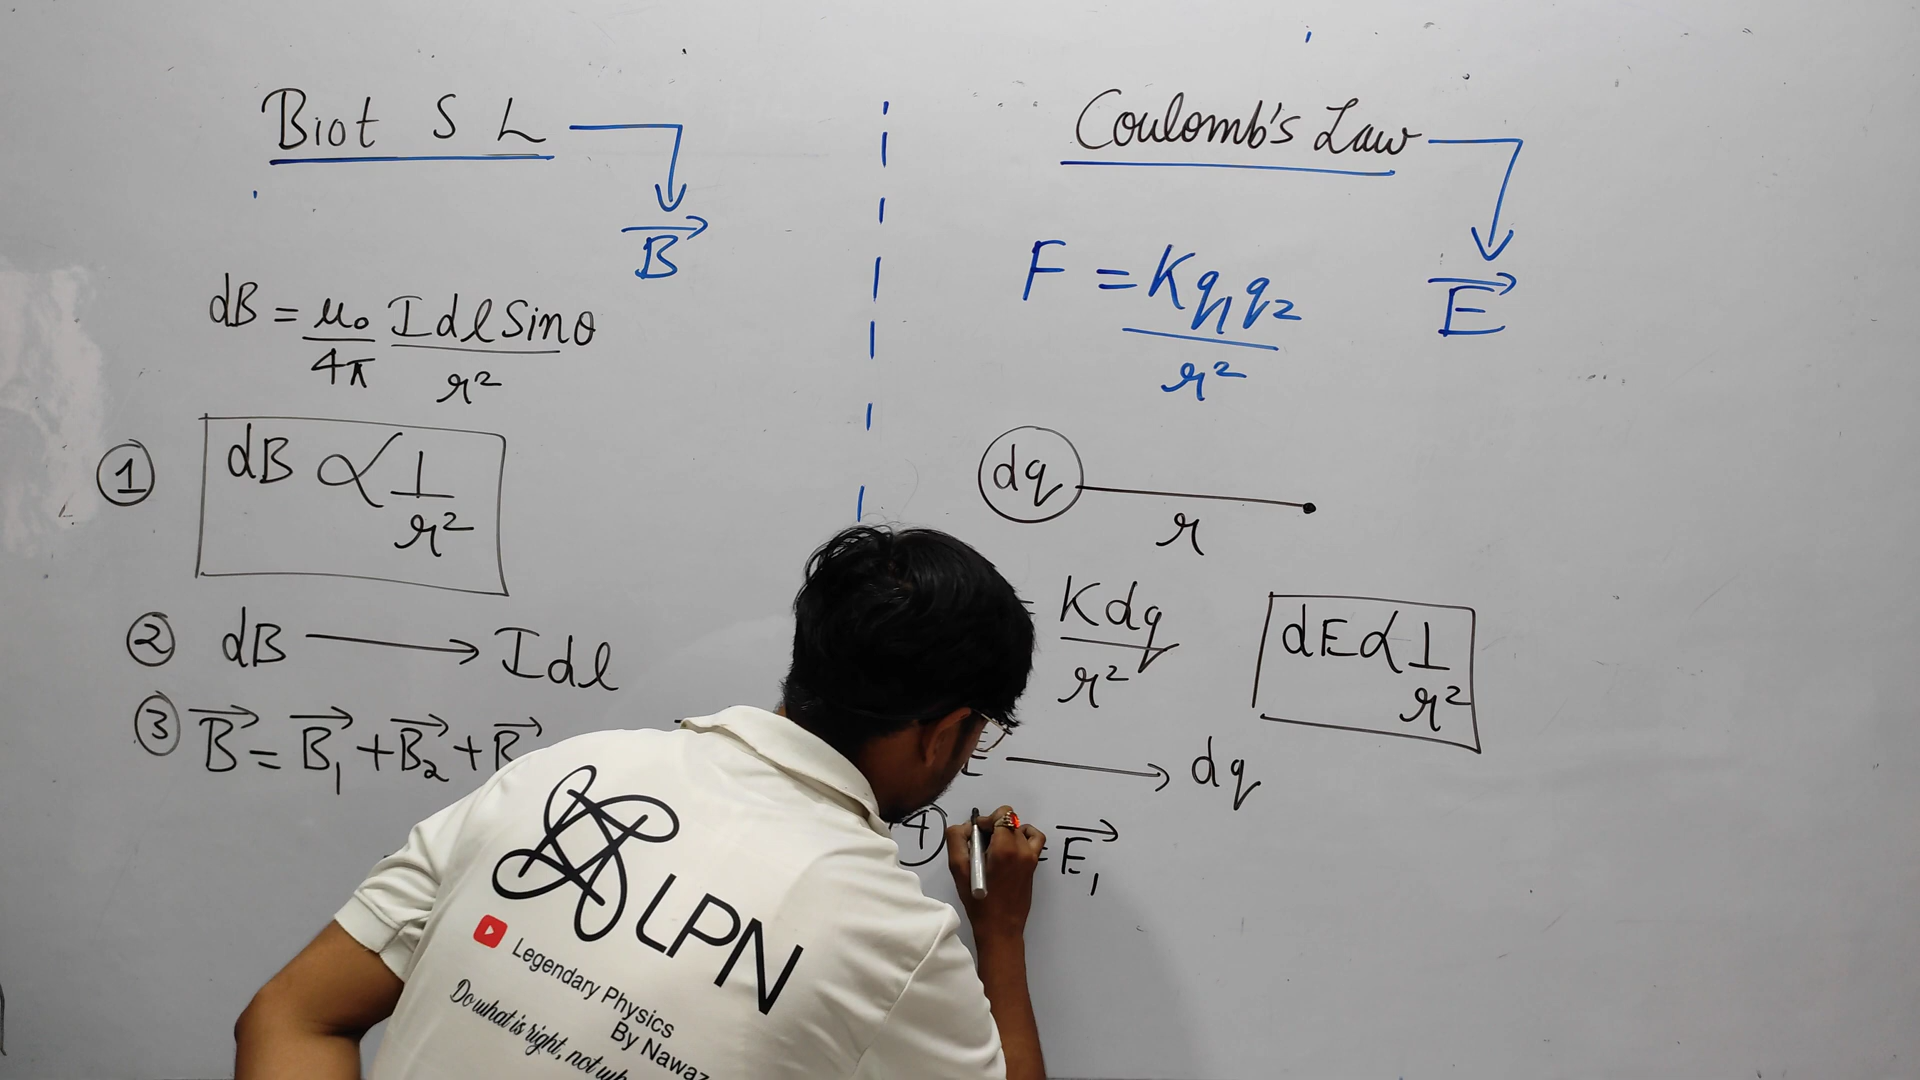 Biot S L
B
dB = μ₀/4π Idl Sinθ/r²
① dB ∝ 1/r²
② dB → Idl
③ B = B₁ + B₂ + B
Coulomb's Law
E
F = Kq₁q₂/r²
dq
r
Kdq/r²
dE ∝ 1/r²
E → dq
④ = E₁
LPN
Legendary Physics
By Nawaz
Do what is right, not